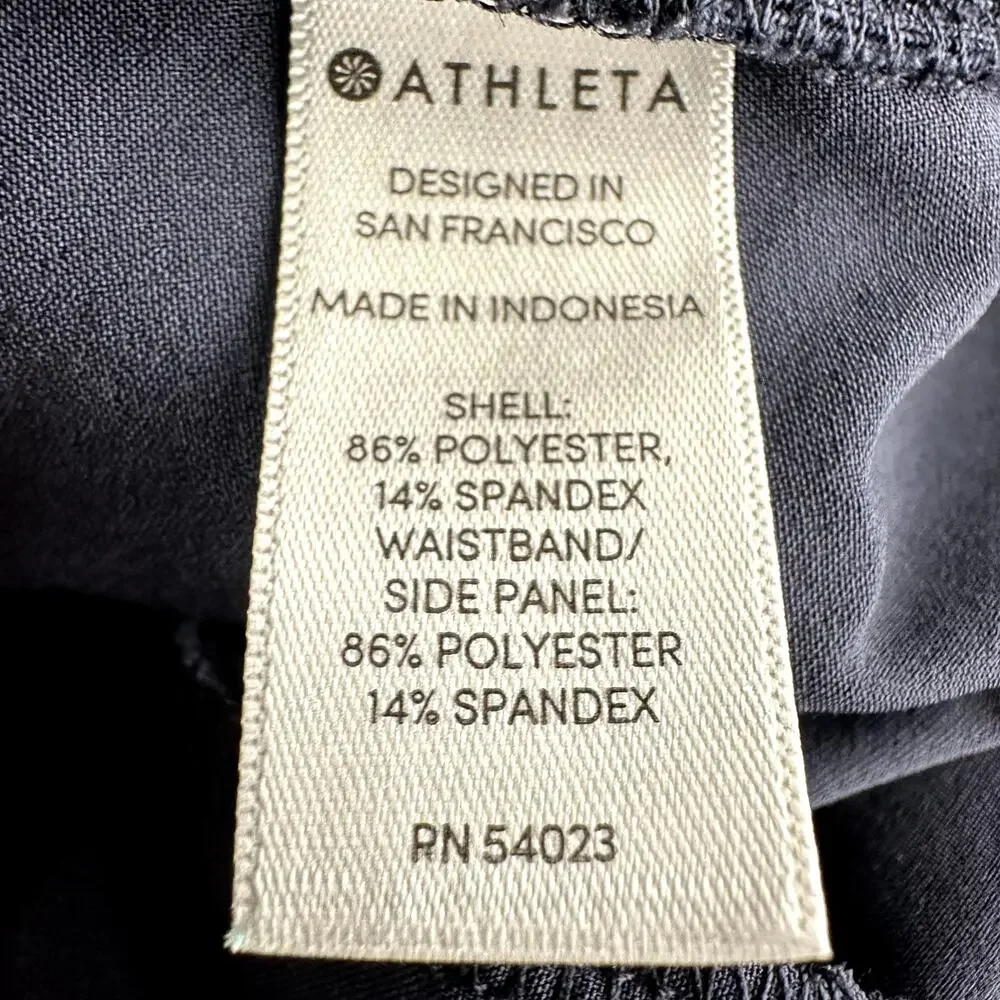 ATHLETA
DESIGNED IN
SAN FRANCISCO
MADE IN INDONESIA
SHELL:
86% POLYESTER,
14% SPANDEX
WAISTBAND/
SIDE PANEL:
86% POLYESTER
14% SPANDEX
RN 54023